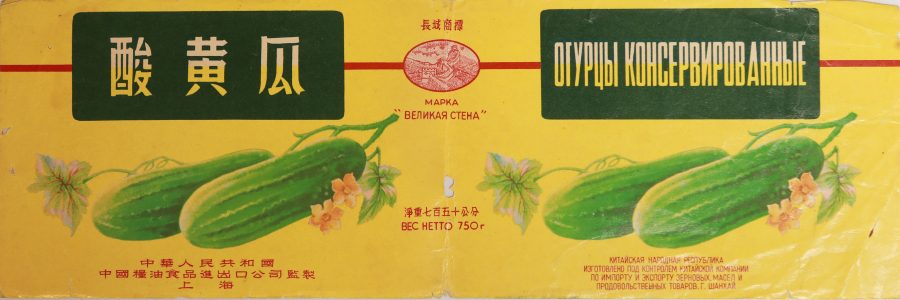 酸黄瓜
中華人民共和國
中國糧油食品進出口公司監製
上海
長城商標
МАРКА
"ВЕЛИКАЯ СТЕНА"
淨重七百五十公分
ВЕС НЕТТО 750г
ОГУРЦЫ КОНСЕРВИРОВАННЫЕ
КИТАЙСКАЯ НАРОДНАЯ РЕСПУБЛИКА
ИЗГОТОВЛЕНО ПОД КОНТРОЛЕМ КИТАЙСКОЙ КОМПАНИИ
ПО ИМПОРТУ И ЭКСПОРТУ ЗЕРНОВЫХ, МАСЕЛ И
ПРОДОВОЛЬСТВЕННЫХ ТОВАРОВ. Г. ШАНХАЙ